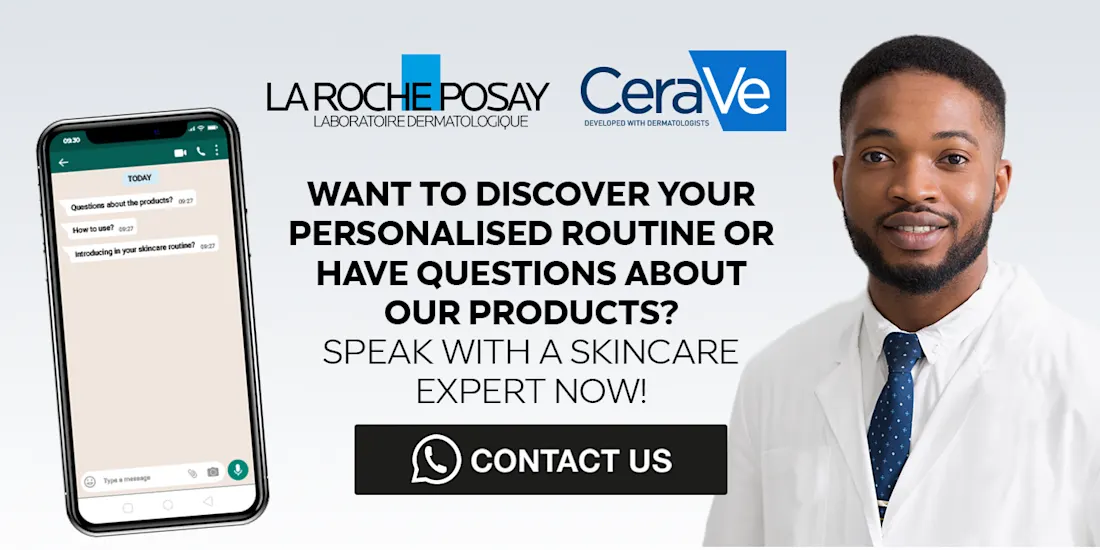 LA ROCHE POSAY
LABORATOIRE DERMATOLOGIQUE
CeraVe
DEVELOPED WITH DERMATOLOGISTS
09:30
TODAY
Questions about the products? 09:27
How to use? 09:27
Introducing in your skincare routine? 09:27
Type a message
WANT TO DISCOVER YOUR
PERSONALISED ROUTINE OR
HAVE QUESTIONS ABOUT
OUR PRODUCTS?
SPEAK WITH A SKINCARE
EXPERT NOW!
CONTACT US